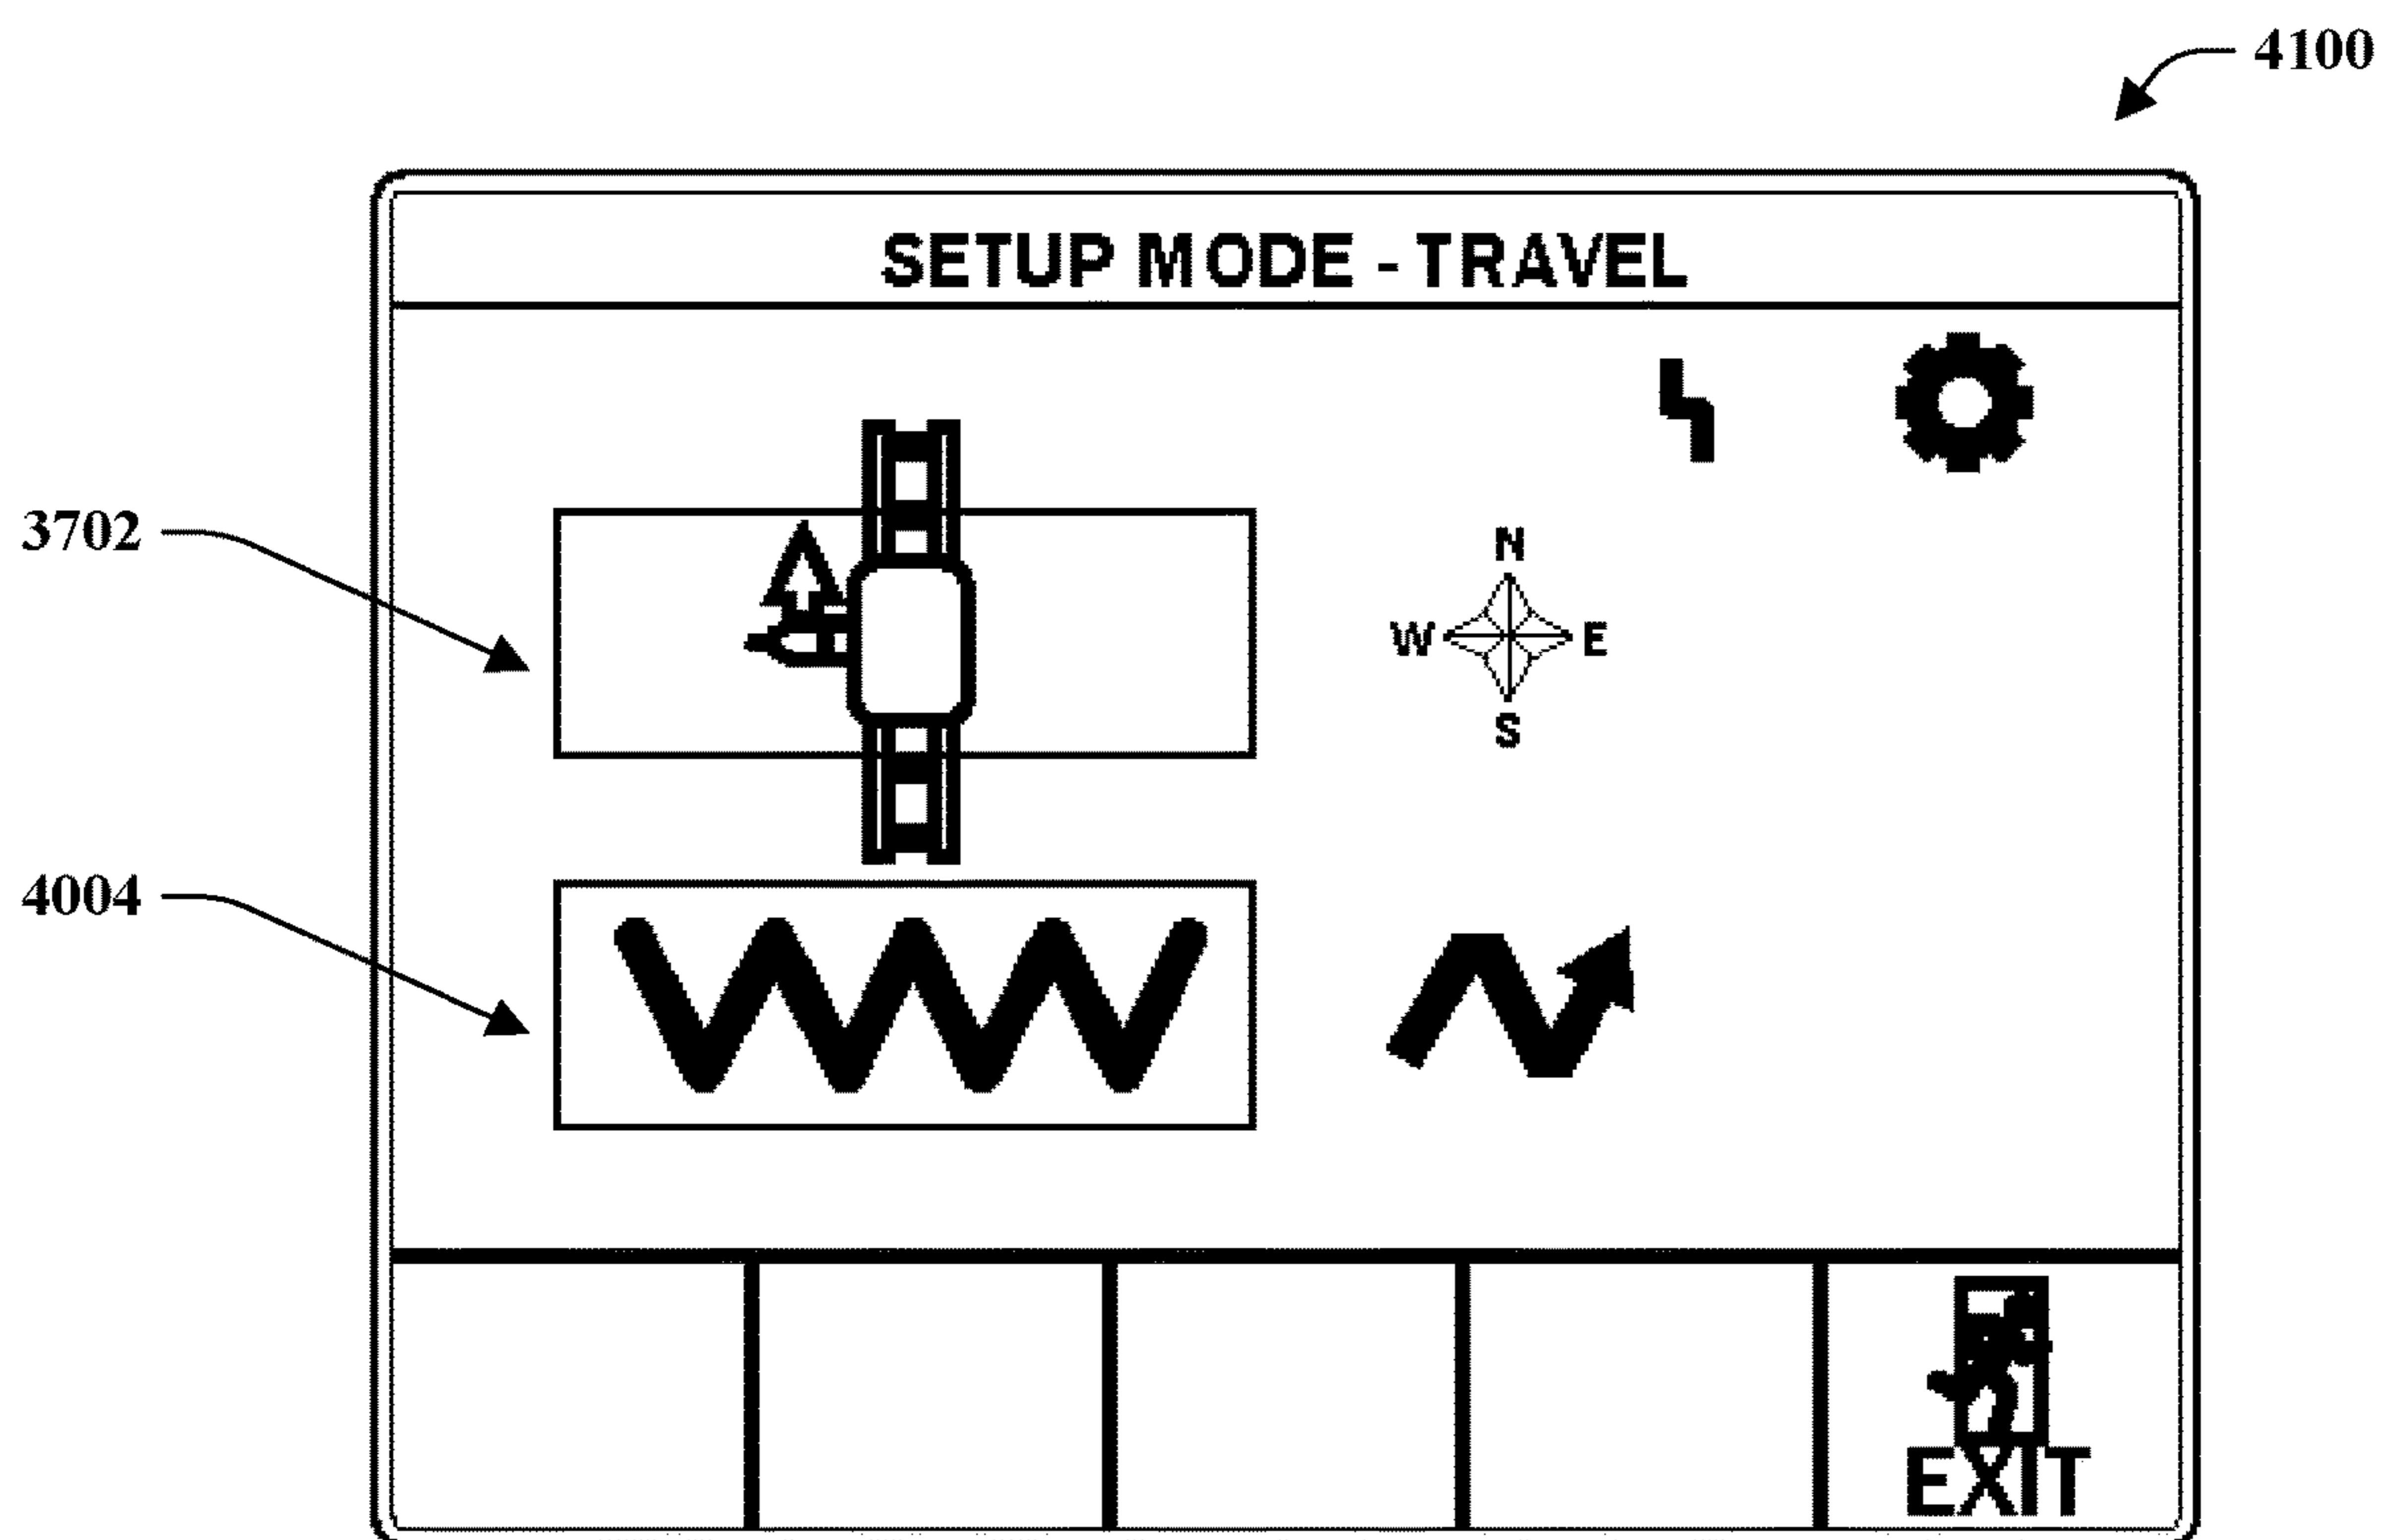 4100
SETUP MODE - TRAVEL
3702
N
W E
S
4004
EXIT